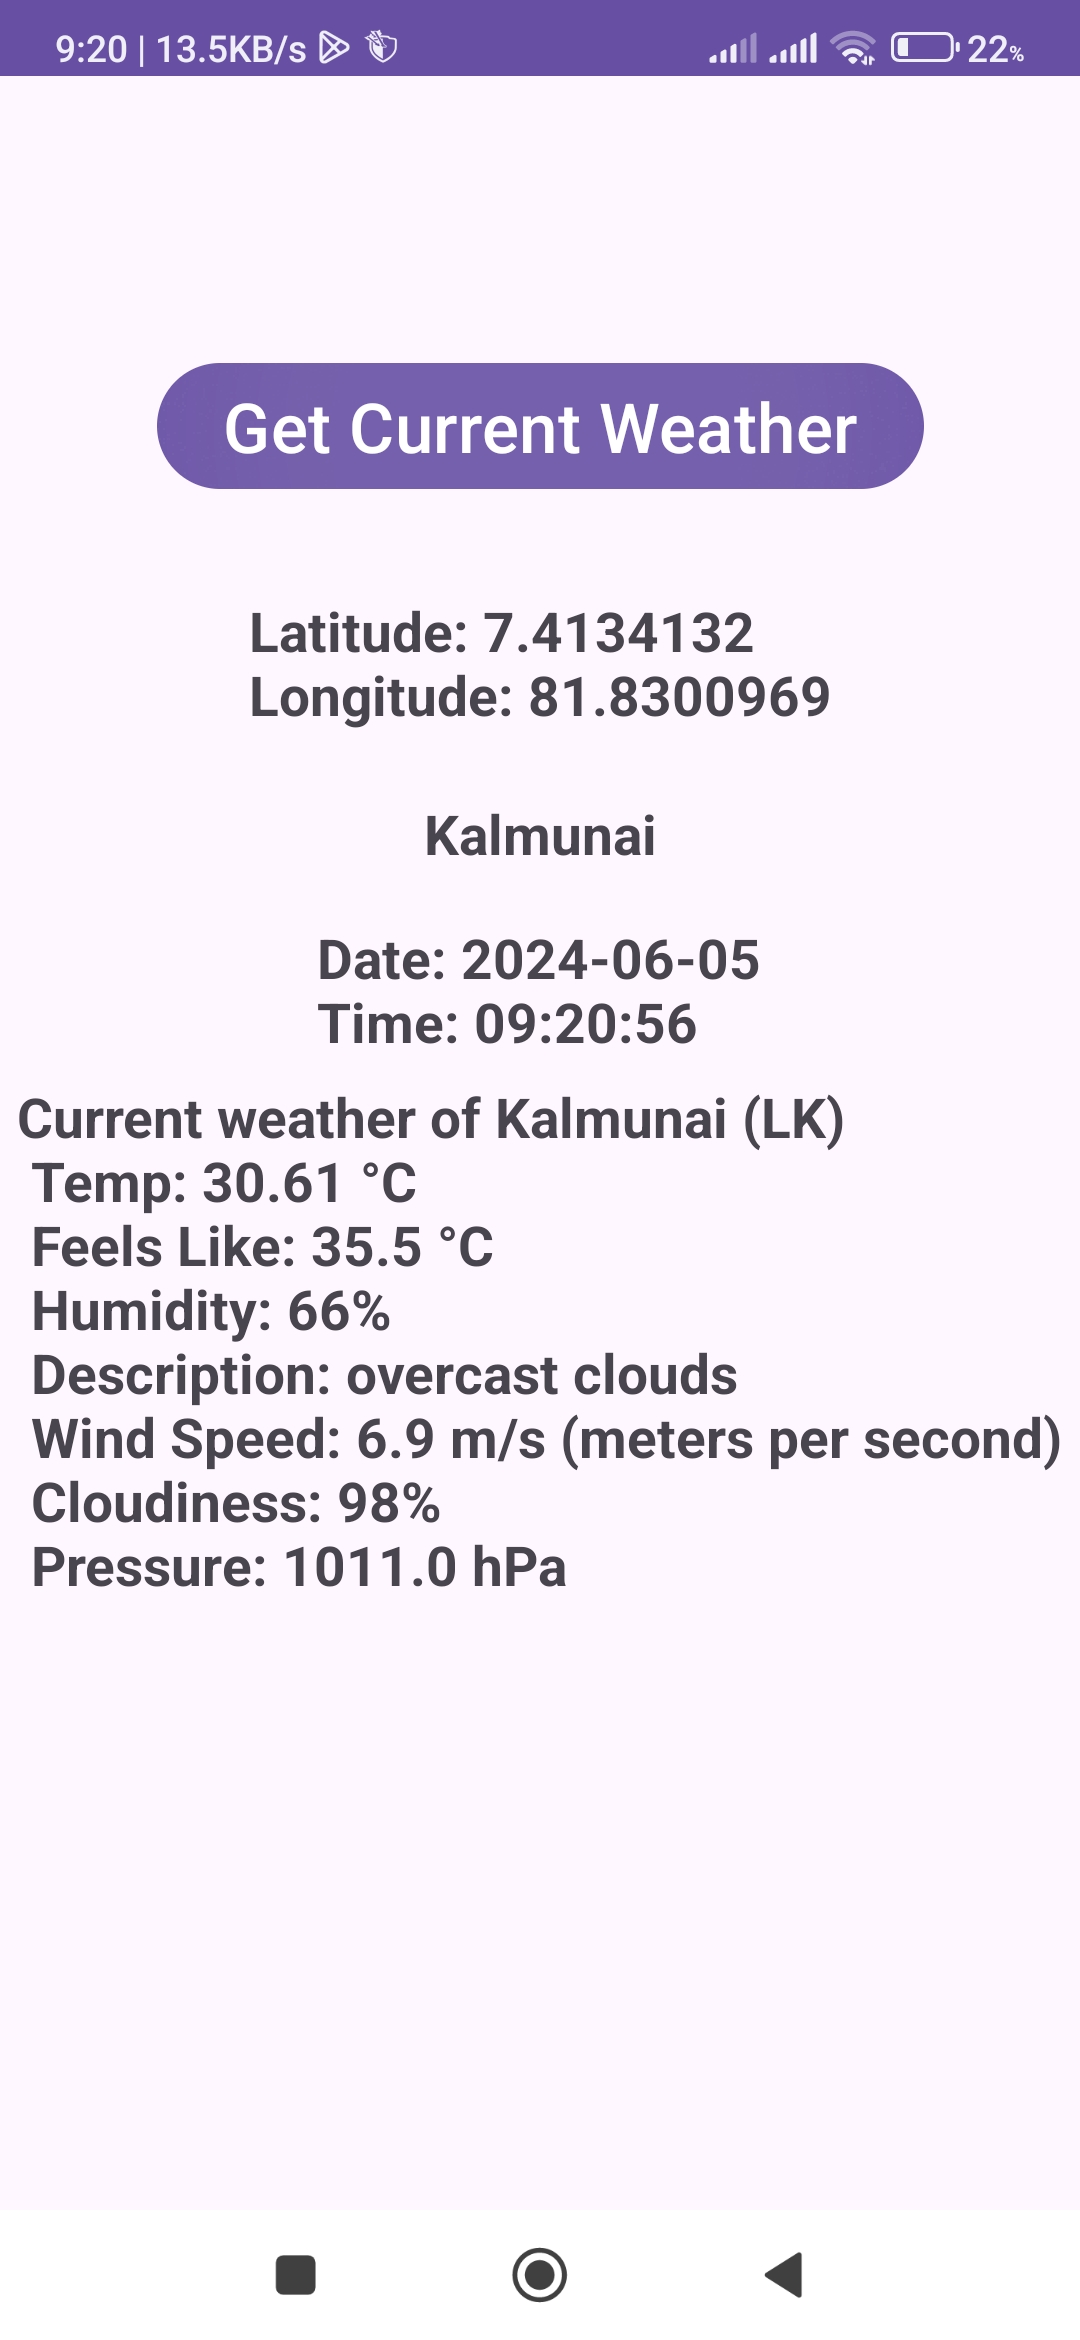 9:20 | 13.5KB/s 22%
Get Current Weather
Latitude: 7.4134132
Longitude: 81.8300969
Kalmunai
Date: 2024-06-05
Time: 09:20:56
Current weather of Kalmunai (LK)
Temp: 30.61 °C
Feels Like: 35.5 °C
Humidity: 66%
Description: overcast clouds
Wind Speed: 6.9 m/s (meters per second)
Cloudiness: 98%
Pressure: 1011.0 hPa